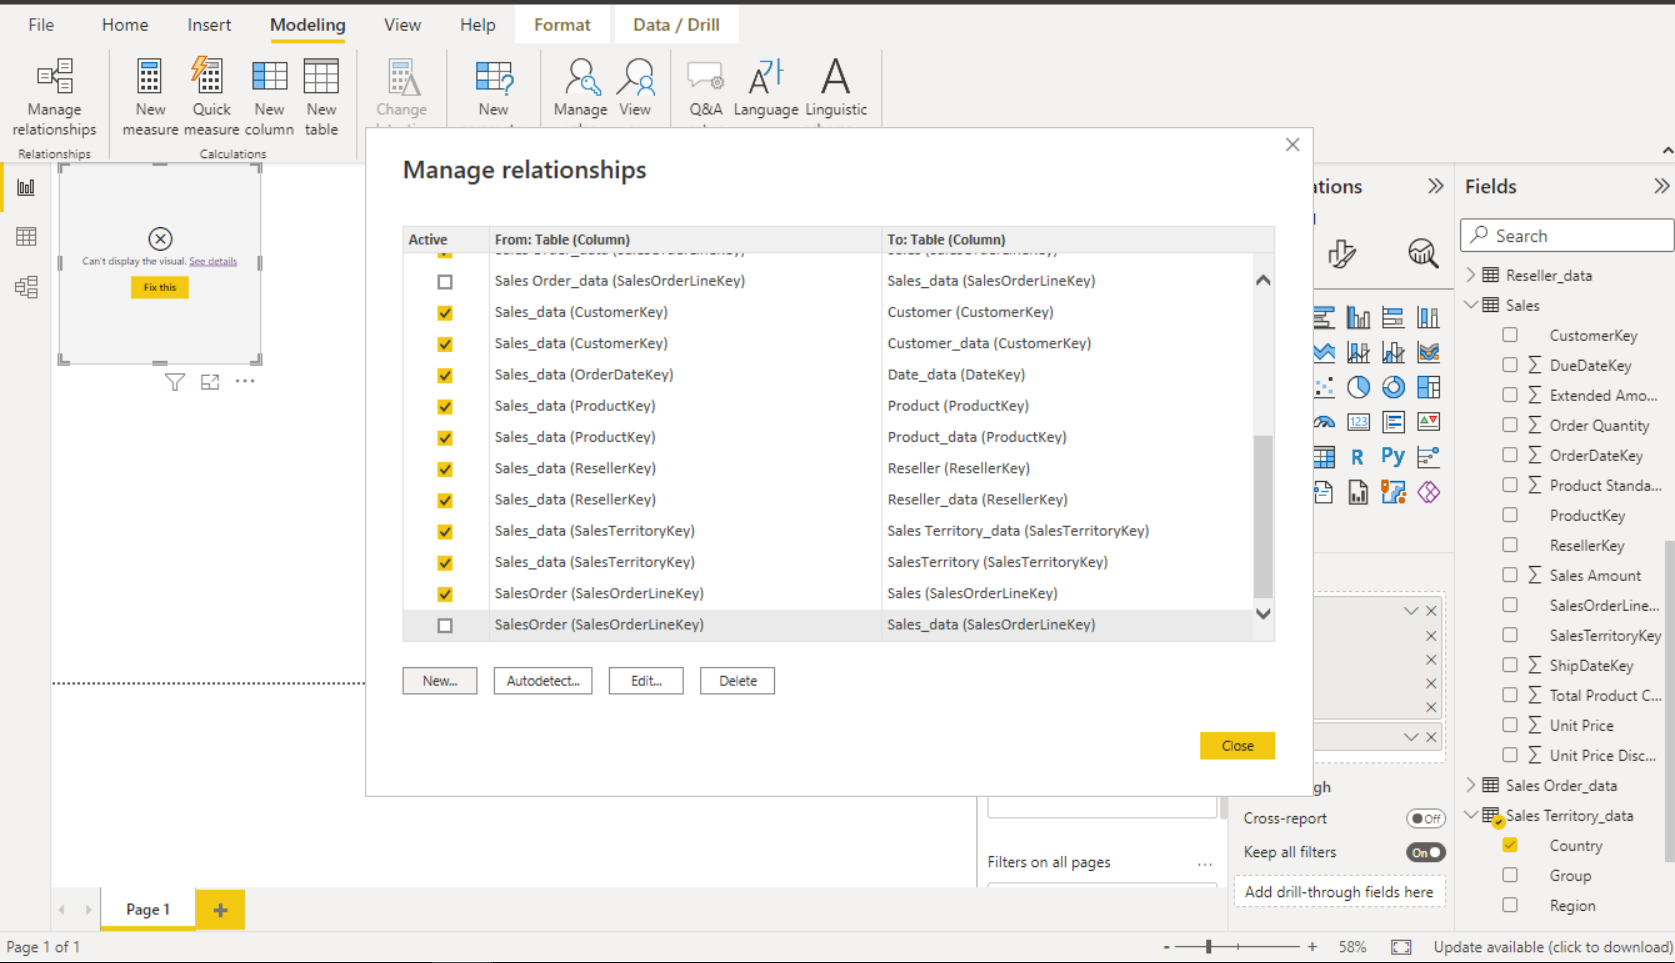 File Home Insert Modeling View Help Format Data / Drill
Manage relationships
New measure
Quick measure
New column
New table
Change
New
Manage
View
Q&A
Language
Linguistic
Relationships
Calculations
Can't display the visual. See details
Fix this
Manage relationships
Active From: Table (Column) To: Table (Column)
Sales Order_data (SalesOrderLineKey) Sales (SalesOrderLineKey)
Sales Order_data (SalesOrderLineKey) Sales_data (SalesOrderLineKey)
Sales_data (CustomerKey) Customer (CustomerKey)
Sales_data (CustomerKey) Customer_data (CustomerKey)
Sales_data (OrderDateKey) Date_data (DateKey)
Sales_data (ProductKey) Product (ProductKey)
Sales_data (ProductKey) Product_data (ProductKey)
Sales_data (ResellerKey) Reseller (ResellerKey)
Sales_data (ResellerKey) Reseller_data (ResellerKey)
Sales_data (SalesTerritoryKey) Sales Territory_data (SalesTerritoryKey)
Sales_data (SalesTerritoryKey) SalesTerritory (SalesTerritoryKey)
SalesOrder (SalesOrderLineKey) Sales (SalesOrderLineKey)
SalesOrder (SalesOrderLineKey) Sales_data (SalesOrderLineKey)
New... Autodetect... Edit... Delete
Close
ations
123
R Py
gh
Cross-report Off
Keep all filters On
Add drill-through fields here
Filters on all pages ...
Fields
Search
Reseller_data
Sales
CustomerKey
DueDateKey
Extended Amo...
Order Quantity
OrderDateKey
Product Standa...
ProductKey
ResellerKey
Sales Amount
SalesOrderLine...
SalesTerritoryKey
ShipDateKey
Total Product C...
Unit Price
Unit Price Disc...
Sales Order_data
Sales Territory_data
Country
Group
Region
Page 1
Page 1 of 1
- + 58% Update available (click to download)